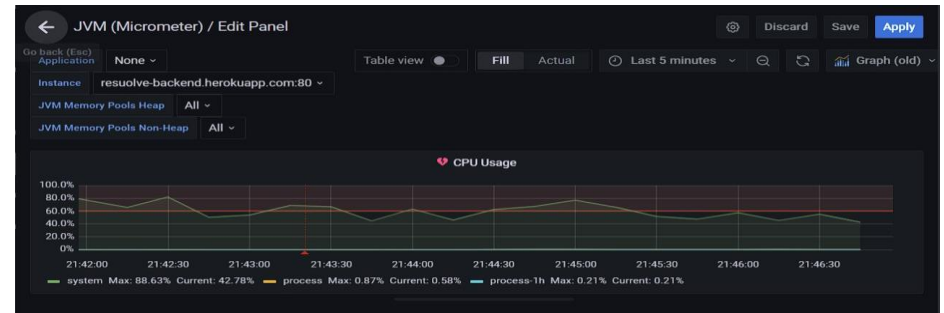 JVM (Micrometer) / Edit Panel Discard Save Apply
Go back (Esc)
Application None Table view Fill Actual Last 5 minutes Graph (old)
Instance resuolve-backend.herokuapp.com:80
JVM Memory Pools Heap All
JVM Memory Pools Non-Heap All
CPU Usage
100.0%
80.0%
60.0%
40.0%
20.0%
0%
21:42:00 21:42:30 21:43:00 21:43:30 21:44:00 21:44:30 21:45:00 21:45:30 21:46:00 21:46:30
system Max: 88.63% Current: 42.78% process Max: 0.87% Current: 0.58% process-1h Max: 0.21% Current: 0.21%